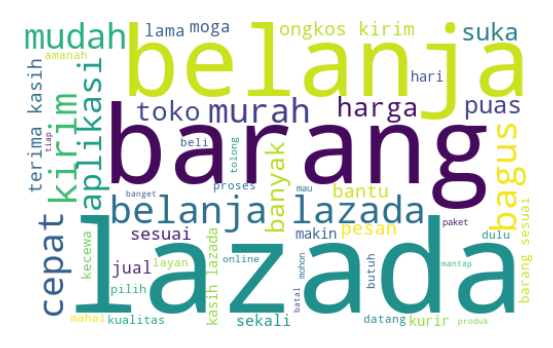 mudah
lama
moga
belanja
ongkos kirim
suka
amanah
hari
terima kasih
kirim
aplikasi
toko
murah
harga
puas
barang
bagus
tiap
beli
tolong
banyak
proses
banget
mau
bantu
cepat
belanja lazada
pesan
paket
sesuai
makin
dulu
kecewa
jual
layan
kasih lazada
online
lazada
batal
mohon
butuh
mantap
barang sesuai
pilih
mahal
kualitas
sekali
datang
kurir
produk